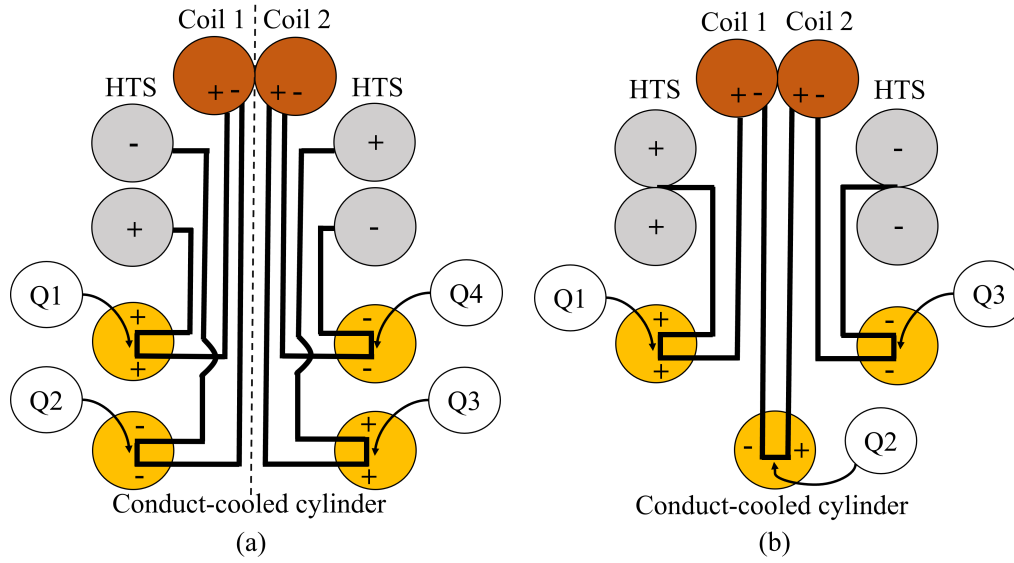 Coil 1 Coil 2
+ - + -
HTS HTS
- +
+ -
Q1 + - Q4
+ -
Q2 - + Q3
- +
Conduct-cooled cylinder
(a)
Coil 1 Coil 2
+ - + -
HTS HTS
+ -
+ -
Q1 + - Q3
+ -
- + Q2
Conduct-cooled cylinder
(b)